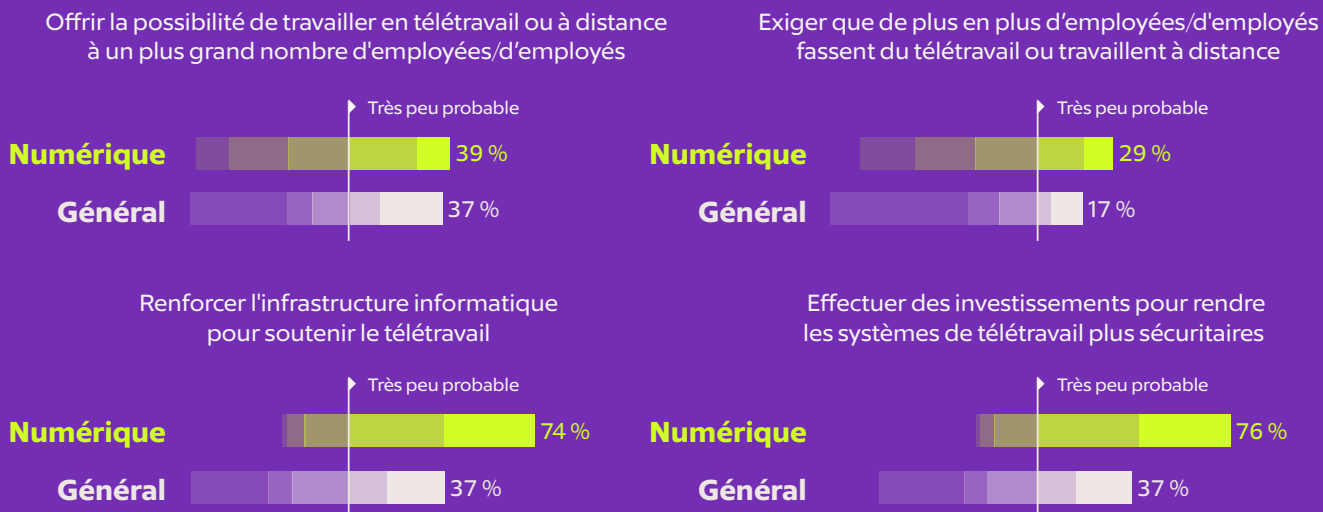 Offrir la possibilité de travailler en télétravail ou à distance
à un plus grand nombre d'employées/d’employés
Très peu probable
Numérique
39 %
Général
37 %
Exiger que de plus en plus d’employées/d'employés
fassent du télétravail ou travaillent à distance
Très peu probable
Numérique
29 %
Général
17 %
Renforcer l'infrastructure informatique
pour soutenir le télétravail
Très peu probable
Numérique
74 %
Général
37 %
Effectuer des investissements pour rendre
les systèmes de télétravail plus sécuritaires
Très peu probable
Numérique
76 %
Général
37 %